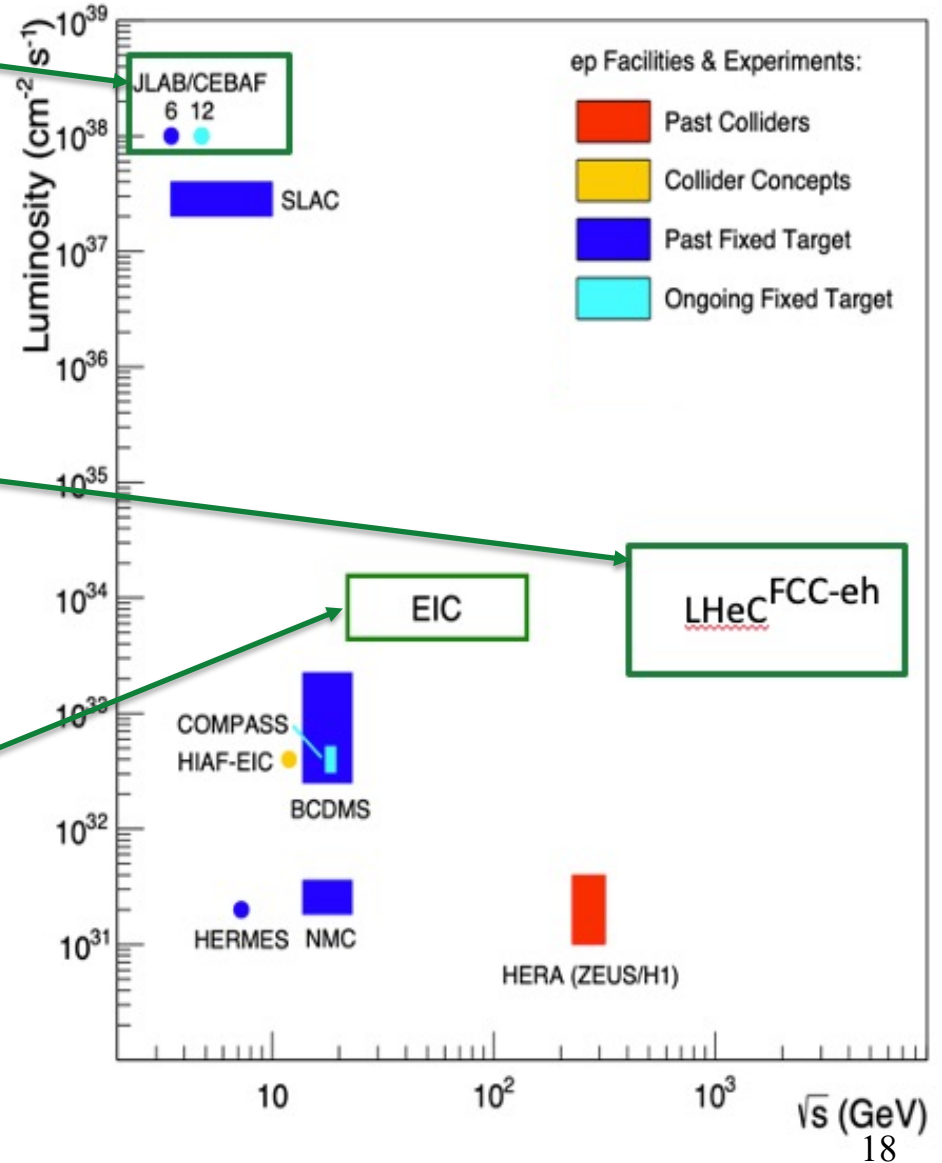 Luminosity (cm⁻² s⁻¹)
10³⁹
10³⁸
10³⁷
10³⁶
10³⁵
10³⁴
10³³
10³²
10³¹
JLAB/CEBAF
6 12
SLAC
ep Facilities & Experiments:
Past Colliders
Collider Concepts
Past Fixed Target
Ongoing Fixed Target
EIC
LHeC FCC-eh
COMPASS
HIAF-EIC
BCDMS
HERMES NMC
HERA (ZEUS/H1)
10 10² 10³
√s (GeV)
18